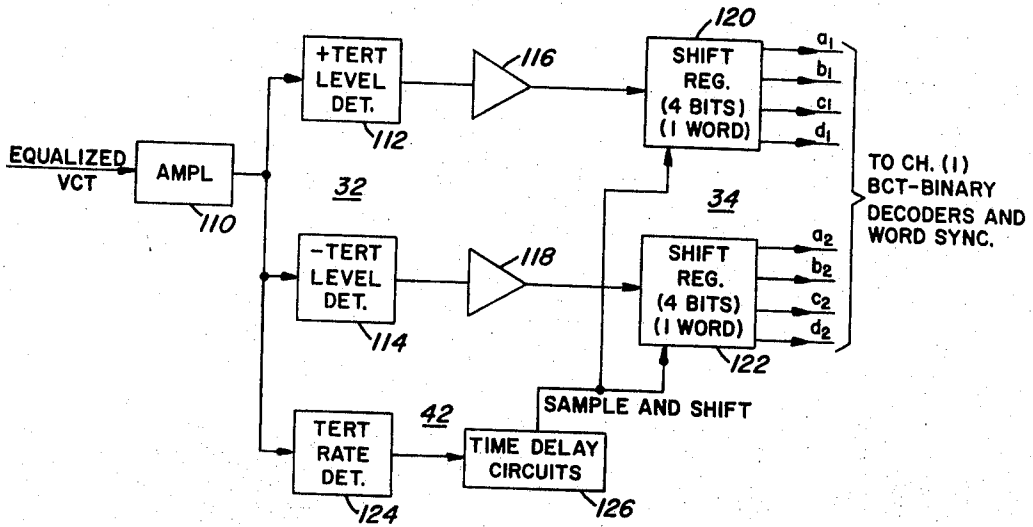 EQUALIZED
VCT
AMPL
110
+TERT
LEVEL
DET.
112
116
120
SHIFT
REG.
(4 BITS)
(1 WORD)
a1
b1
c1
d1
32
34
TO CH. (1)
BCT-BINARY
DECODERS AND
WORD SYNC.
-TERT
LEVEL
DET.
114
118
SHIFT
REG.
(4 BITS)
(1 WORD)
122
a2
b2
c2
d2
SAMPLE AND SHIFT
42
TERT
RATE
DET.
124
TIME DELAY
CIRCUITS
126